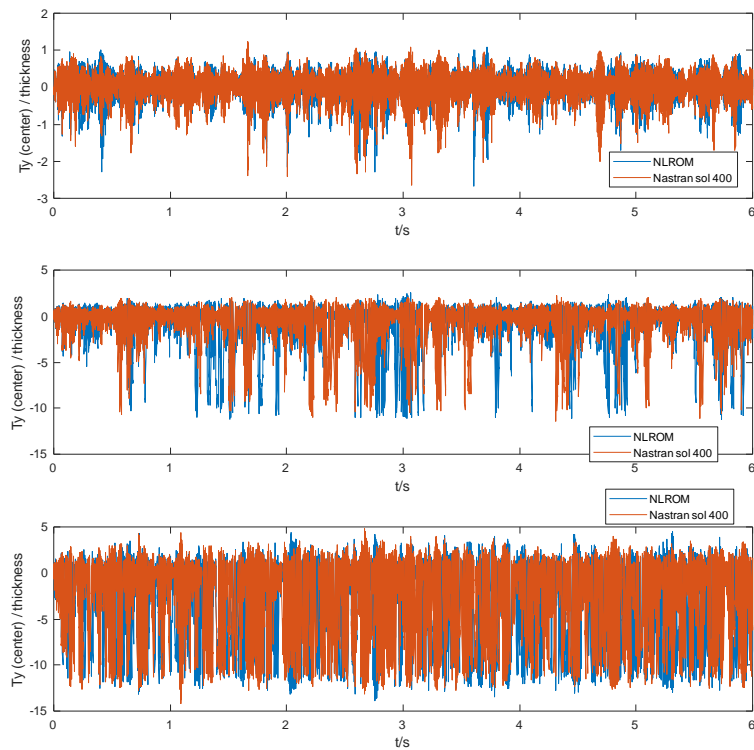 2
1
0
-1
-2
-3
Ty (center) / thickness
NLROM
Nastran sol 400
0 1 2 3 4 5 6
t/s
5
0
-5
-10
-15
Ty (center) / thickness
NLROM
Nastran sol 400
0 1 2 3 4 5 6
t/s
NLROM
Nastran sol 400
5
0
-5
-10
-15
Ty (center) / thickness
0 1 2 3 4 5 6
t/s